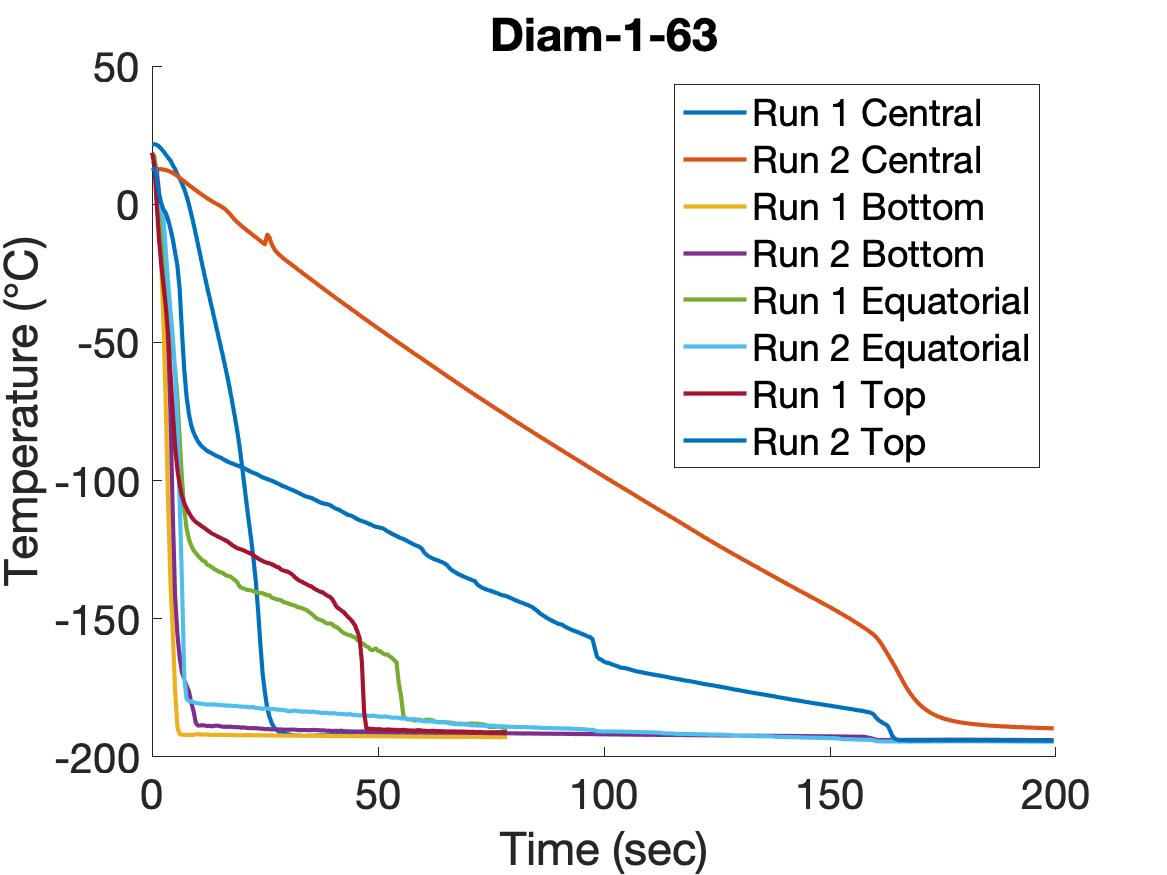 Diam-1-63
50
0
-50
-100
-150
-200
Temperature (°C)
0 50 100 150 200
Time (sec)
Run 1 Central
Run 2 Central
Run 1 Bottom
Run 2 Bottom
Run 1 Equatorial
Run 2 Equatorial
Run 1 Top
Run 2 Top